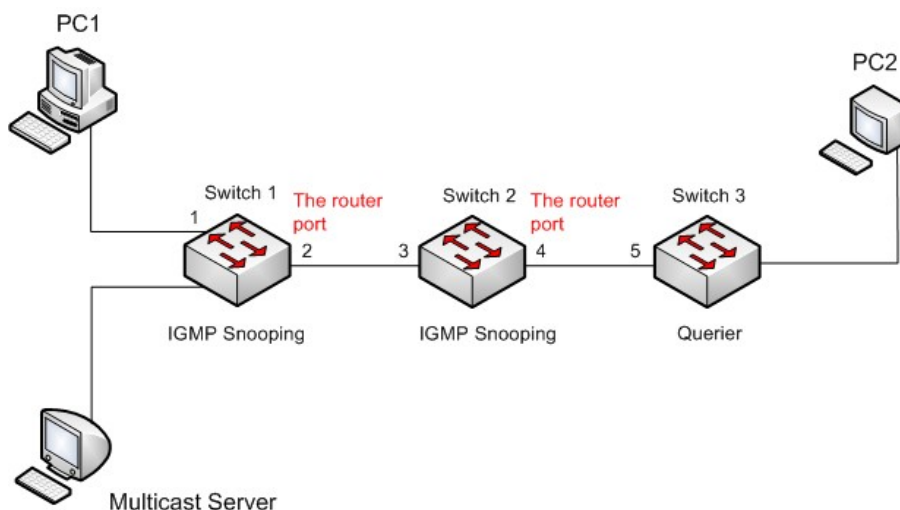 PC1
PC2
Switch 1
Switch 2
Switch 3
The router
port
The router
port
1
2
3
4
5
IGMP Snooping
IGMP Snooping
Querier
Multicast Server